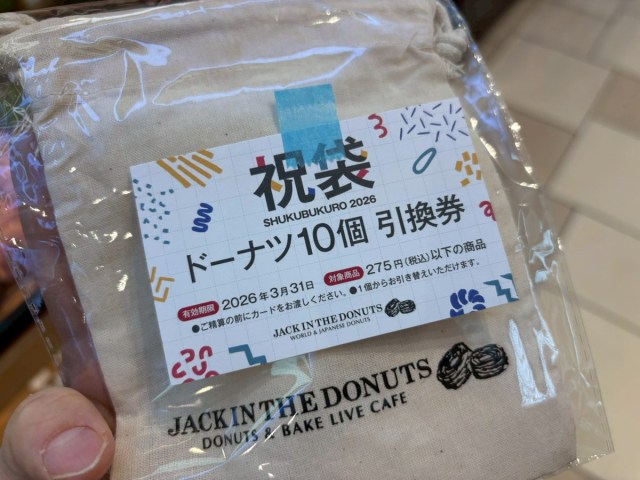 祝袋
SHUKUBUKURO 2026
ドーナツ10個 引換券
有効期限 2026年3月31日 対象商品 275円(税込)以下の商品
●ご精算の前にカードをお渡しください。●1個からお引き替えいただけます。
JACK IN THE DONUTS
WORLD & JAPANESE DONUTS
JACK IN THE DONUTS
DONUTS & BAKE LIVE CAFE